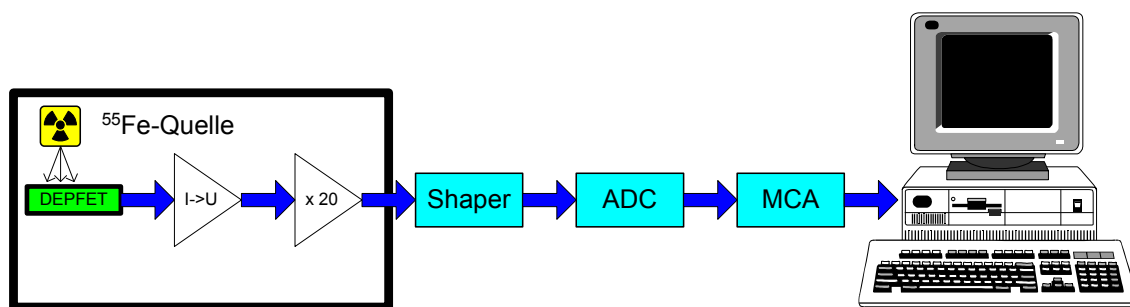 ⁵⁵Fe-Quelle
DEPFET
I->U
x 20
Shaper
ADC
MCA